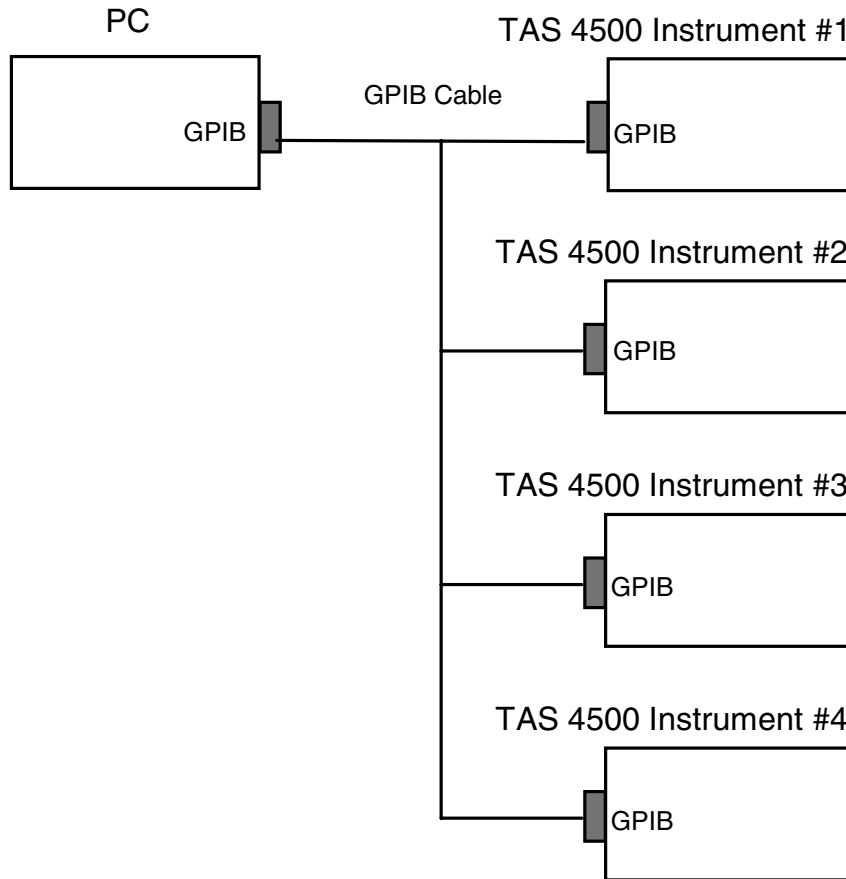 PC
TAS 4500 Instrument #1
GPIB Cable
GPIB
GPIB
TAS 4500 Instrument #2
GPIB
TAS 4500 Instrument #3
GPIB
TAS 4500 Instrument #4
GPIB